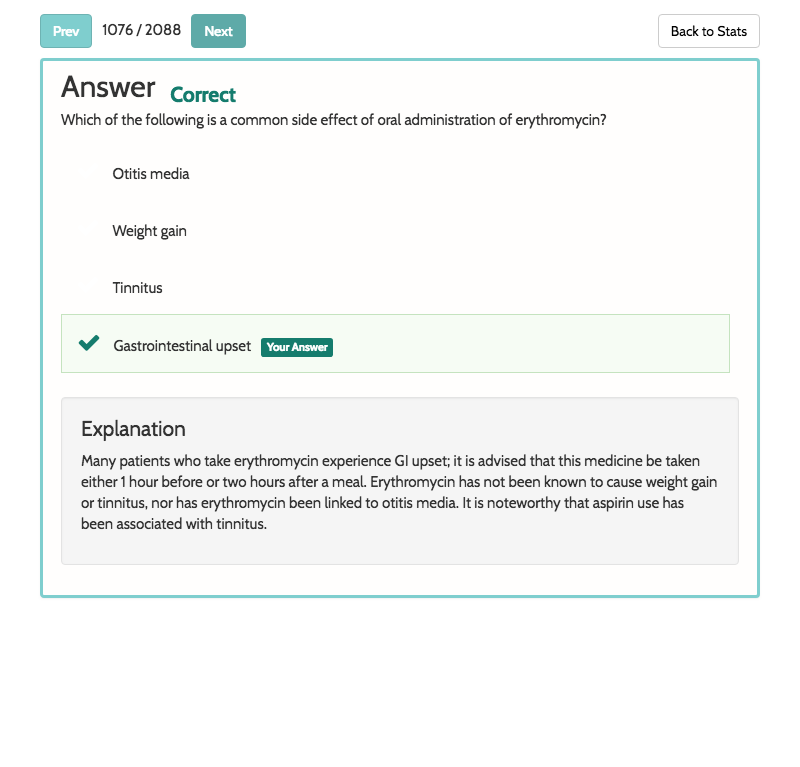 Prev 1076 / 2088 Next Back to Stats
Answer Correct
Which of the following is a common side effect of oral administration of erythromycin?
Otitis media
Weight gain
Tinnitus
Gastrointestinal upset Your Answer
Explanation
Many patients who take erythromycin experience GI upset; it is advised that this medicine be taken
either 1 hour before or two hours after a meal. Erythromycin has not been known to cause weight gain
or tinnitus, nor has erythromycin been linked to otitis media. It is noteworthy that aspirin use has
been associated with tinnitus.